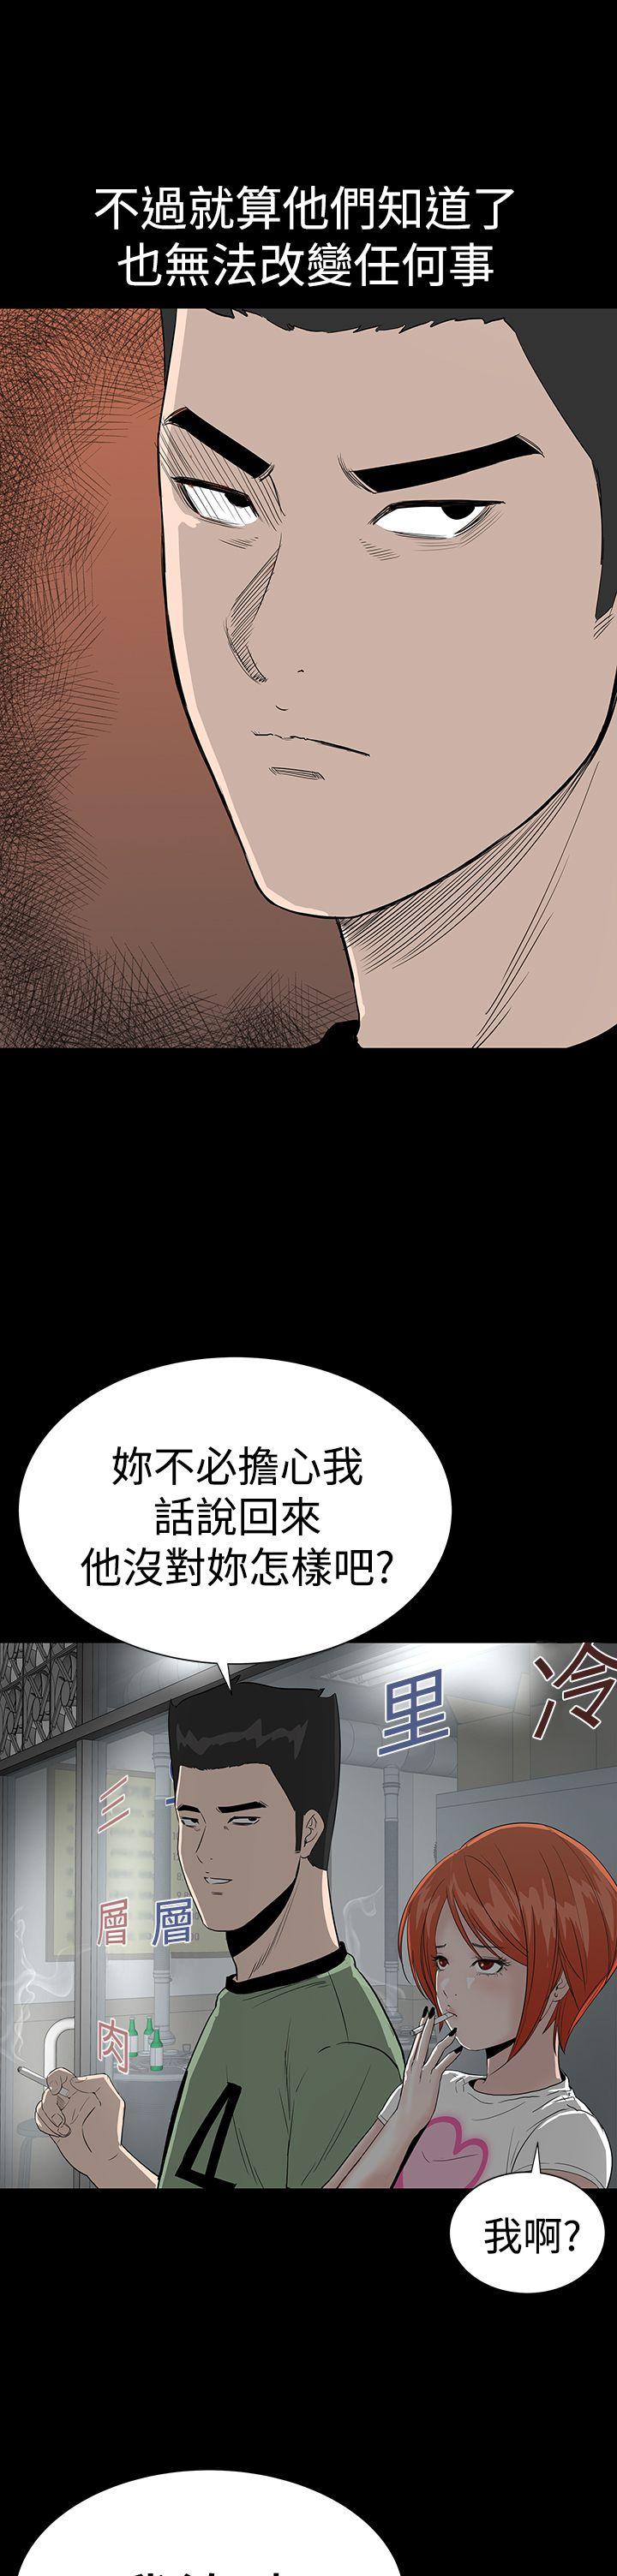 不過就算他們知道了
也無法改變任何事
妳不必擔心我
話說回來
他沒對妳怎樣吧?
里
冷
三
層
層
肉
我啊?